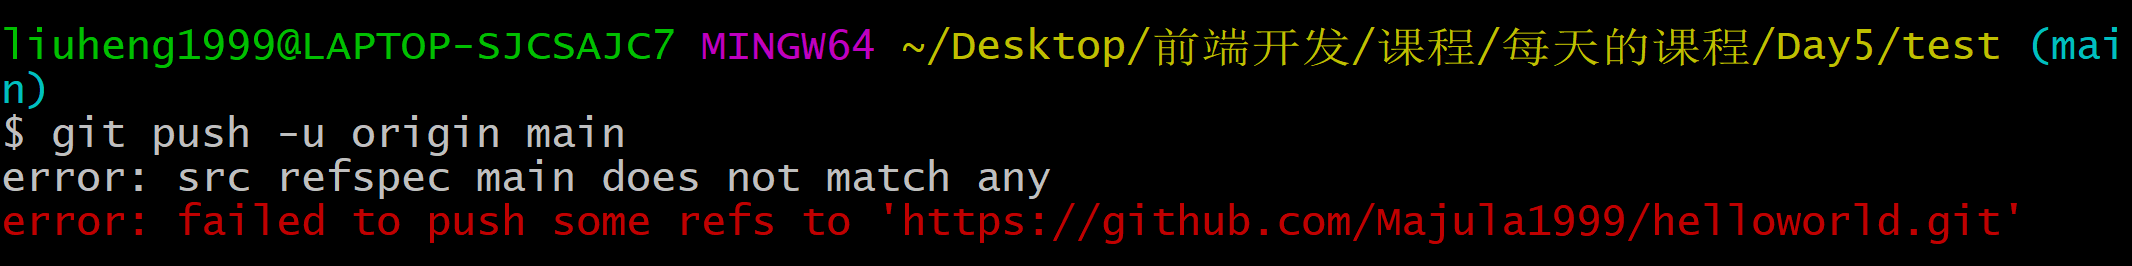 liuheng1999@LAPTOP-SJCSAJC7 MINGW64 ~/Desktop/前端开发/课程/每天的课程/Day5/test (mai
n)
$ git push -u origin main
error: src refspec main does not match any
error: failed to push some refs to 'https://github.com/Majula1999/helloworld.git'